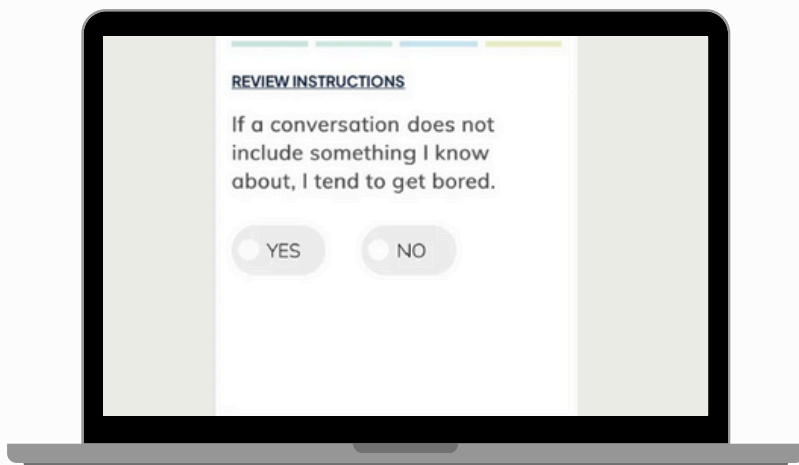 REVIEW INSTRUCTIONS
If a conversation does not
include something I know
about, I tend to get bored.
YES NO